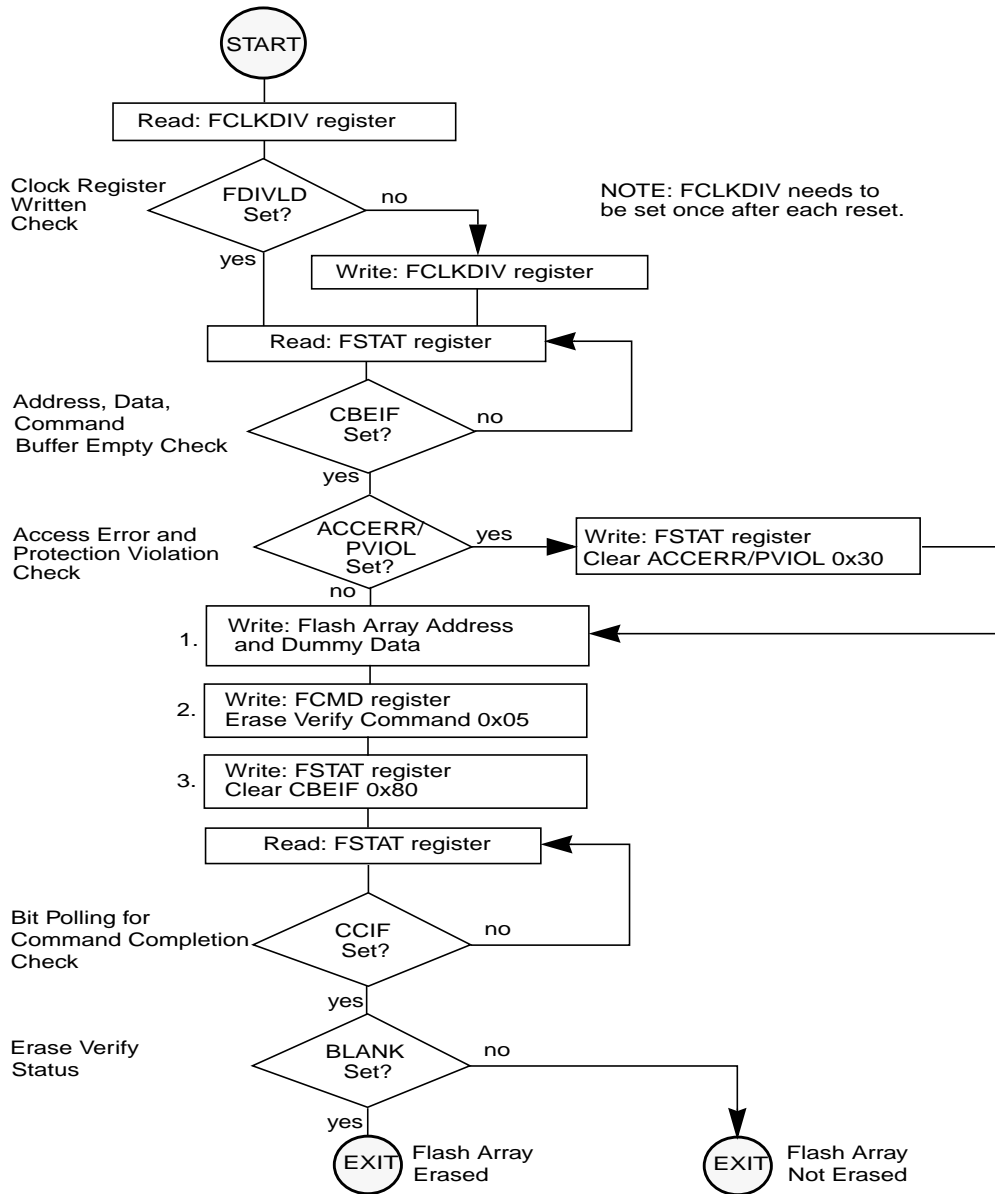 START
Read: FCLKDIV register
Clock Register
Written
Check
FDIVLD
Set?
no
NOTE: FCLKDIV needs to
be set once after each reset.
yes
Write: FCLKDIV register
Read: FSTAT register
Address, Data,
Command
Buffer Empty Check
CBEIF
Set?
no
yes
Access Error and
Protection Violation
Check
ACCERR/
PVIOL
Set?
yes
Write: FSTAT register
Clear ACCERR/PVIOL 0x30
no
1.
Write: Flash Array Address
and Dummy Data
2.
Write: FCMD register
Erase Verify Command 0x05
3.
Write: FSTAT register
Clear CBEIF 0x80
Read: FSTAT register
Bit Polling for
Command Completion
Check
CCIF
Set?
no
yes
Erase Verify
Status
BLANK
Set?
no
yes
EXIT
Flash Array
Erased
EXIT
Flash Array
Not Erased